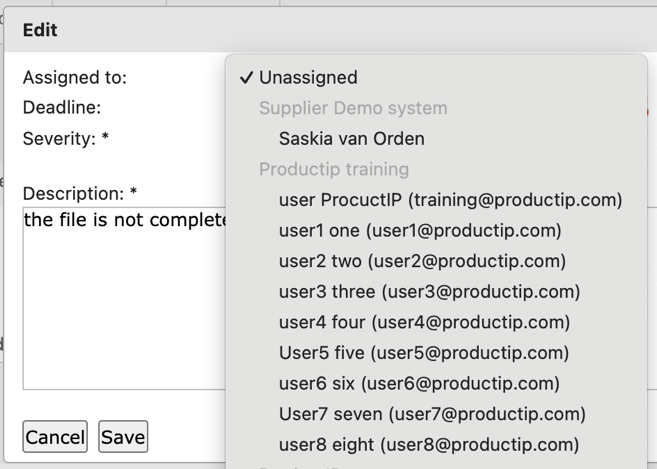 Edit
Assigned to:
✓ Unassigned
Deadline:
Supplier Demo system
Severity: *
Saskia van Orden
Productip training
Description: *
user ProcuctIP (training@productip.com)
the file is not complete
user1 one (user1@productip.com)
user2 two (user2@productip.com)
user3 three (user3@productip.com)
user4 four (user4@productip.com)
User5 five (user5@productip.com)
user6 six (user6@productip.com)
User7 seven (user7@productip.com)
Cancel
Save
user8 eight (user8@productip.com)